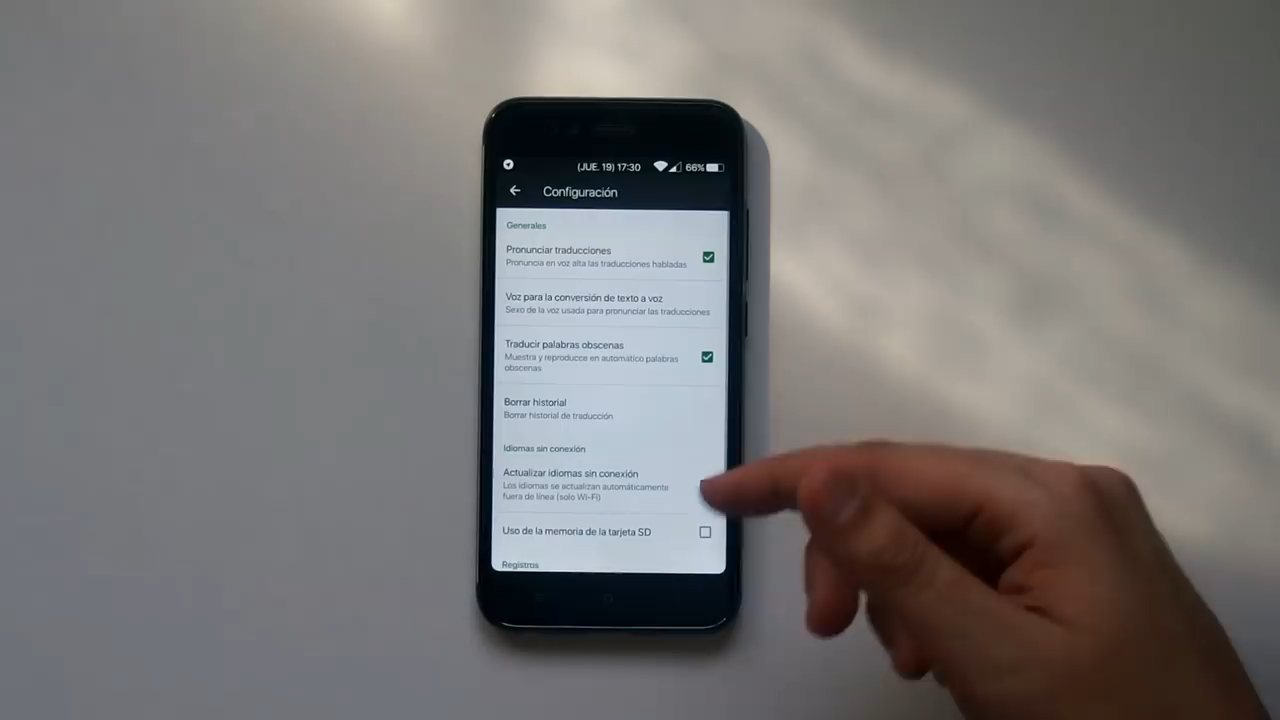 (JUE. 19) 17:30 66%
Configuración
Generales
Pronunciar traducciones
Pronuncia en voz alta las traducciones habladas
Voz para la conversión de texto a voz
Sexo de la voz usada para pronunciar las traducciones
Traducir palabras obscenas
Muestra y reproduce en automático palabras
obscenas
Borrar historial
Borrar historial de traducción
Idiomas sin conexión
Actualizar idiomas sin conexión
Los idiomas se actualizan automáticamente
fuera de línea (solo Wi-Fi)
Uso de la memoria de la tarjeta SD
Registros